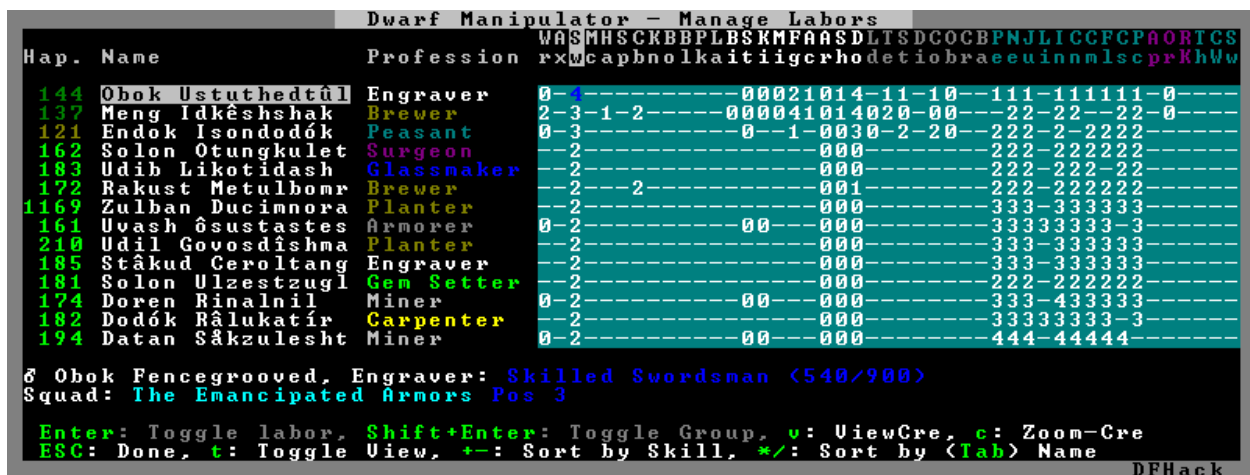 Dwarf Manipulator - Manage Labors
WASMHSCKBBPLBSKMFAASDLTSDCOCBPNJLICCFCPAORTCS
Hap. Name Profession rxwcapbnolkaitiigcrhodetiobraeeuinnmlscprKhWw
144 Obok Ustuthedtûl Engraver 0-4----------00021014-11-10--111-111111-0----
137 Meng Idkêshshak Brewer 2-3-1-2-----000041014020-00---22-22--22-0----
121 Endok Isondodók Peasant 0-3----------0--1-0030-2-20--222-2-2222------
162 Solon Otungkulet Surgeon --2---------------000--------222-222222------
183 Udib Likotidash Glassmaker --2---------------000--------222-222-22------
172 Rakust Metulbomr Brewer --2---2-----------001--------222-222222------
1169 Zulban Ducimnora Planter --2---------------000--------333-333333------
161 Uvash ôsustastes Armorer 0-2----------00---000--------33333333-3------
210 Udil Govosdîshma Planter --2---------------000--------333-333333------
185 Stâkud Ceroltang Engraver --2---------------000--------333-333333------
181 Solon Ulzestzugl Gem Setter --2---------------000--------222-222222------
174 Doren Rinalnil Miner 0-2----------00---000--------333-433333------
182 Dodók Râlukatír Carpenter --2---------------000--------33333333-3------
194 Datan Såkzulesht Miner 0-2----------00---000--------444-44444-------
♂ Obok Fencegrooved, Engraver: Skilled Swordsman (540/900)
Squad: The Emancipated Armors Pos 3
Enter: Toggle labor, Shift+Enter: Toggle Group, v: ViewCre, c: Zoom-Cre
ESC: Done, t: Toggle View, +-: Sort by Skill, */: Sort by (Tab) Name
DFHack